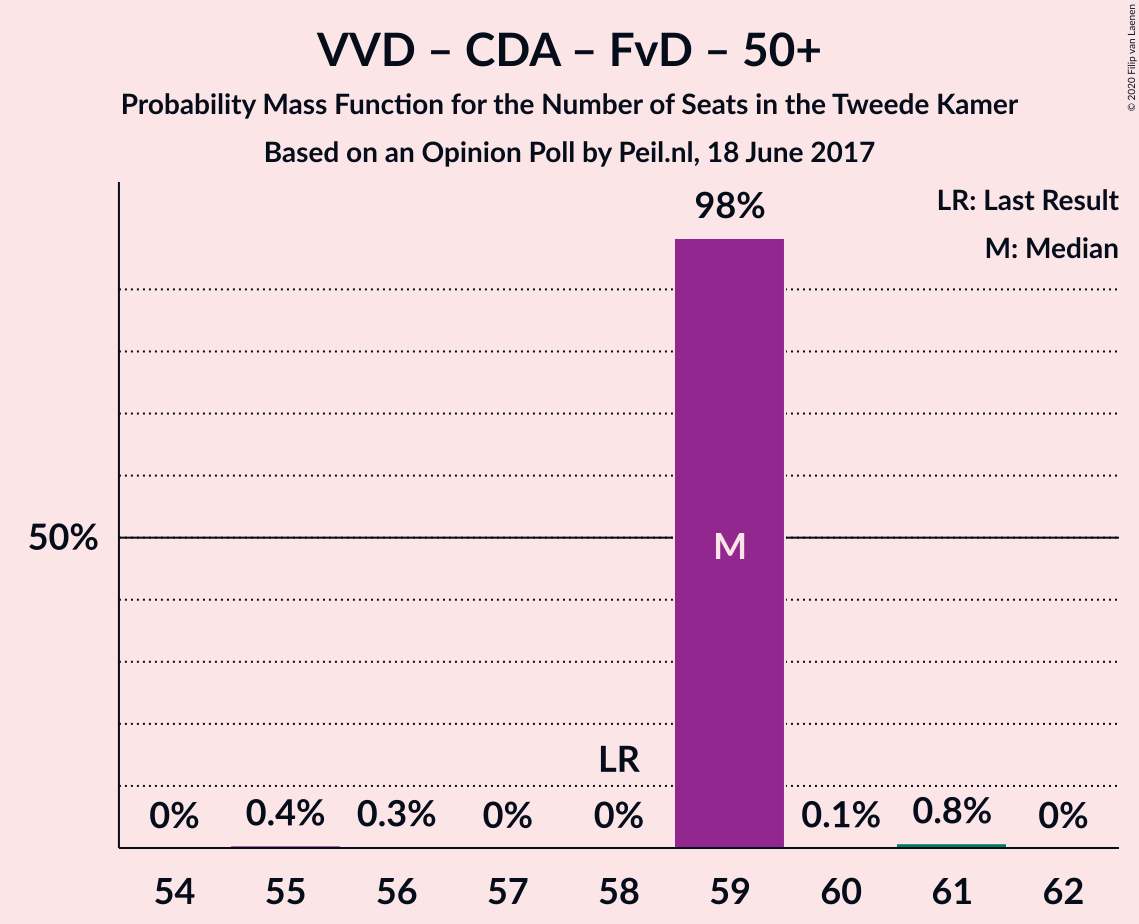 VVD – CDA – FvD – 50+
Probability Mass Function for the Number of Seats in the Tweede Kamer
Based on an Opinion Poll by Peil.nl, 18 June 2017
© 2020 Filip van Laenen
LR: Last Result
M: Median
98%
50%
M
LR
0% 0.4% 0.3% 0% 0% 0.1% 0.8% 0%
54 55 56 57 58 59 60 61 62